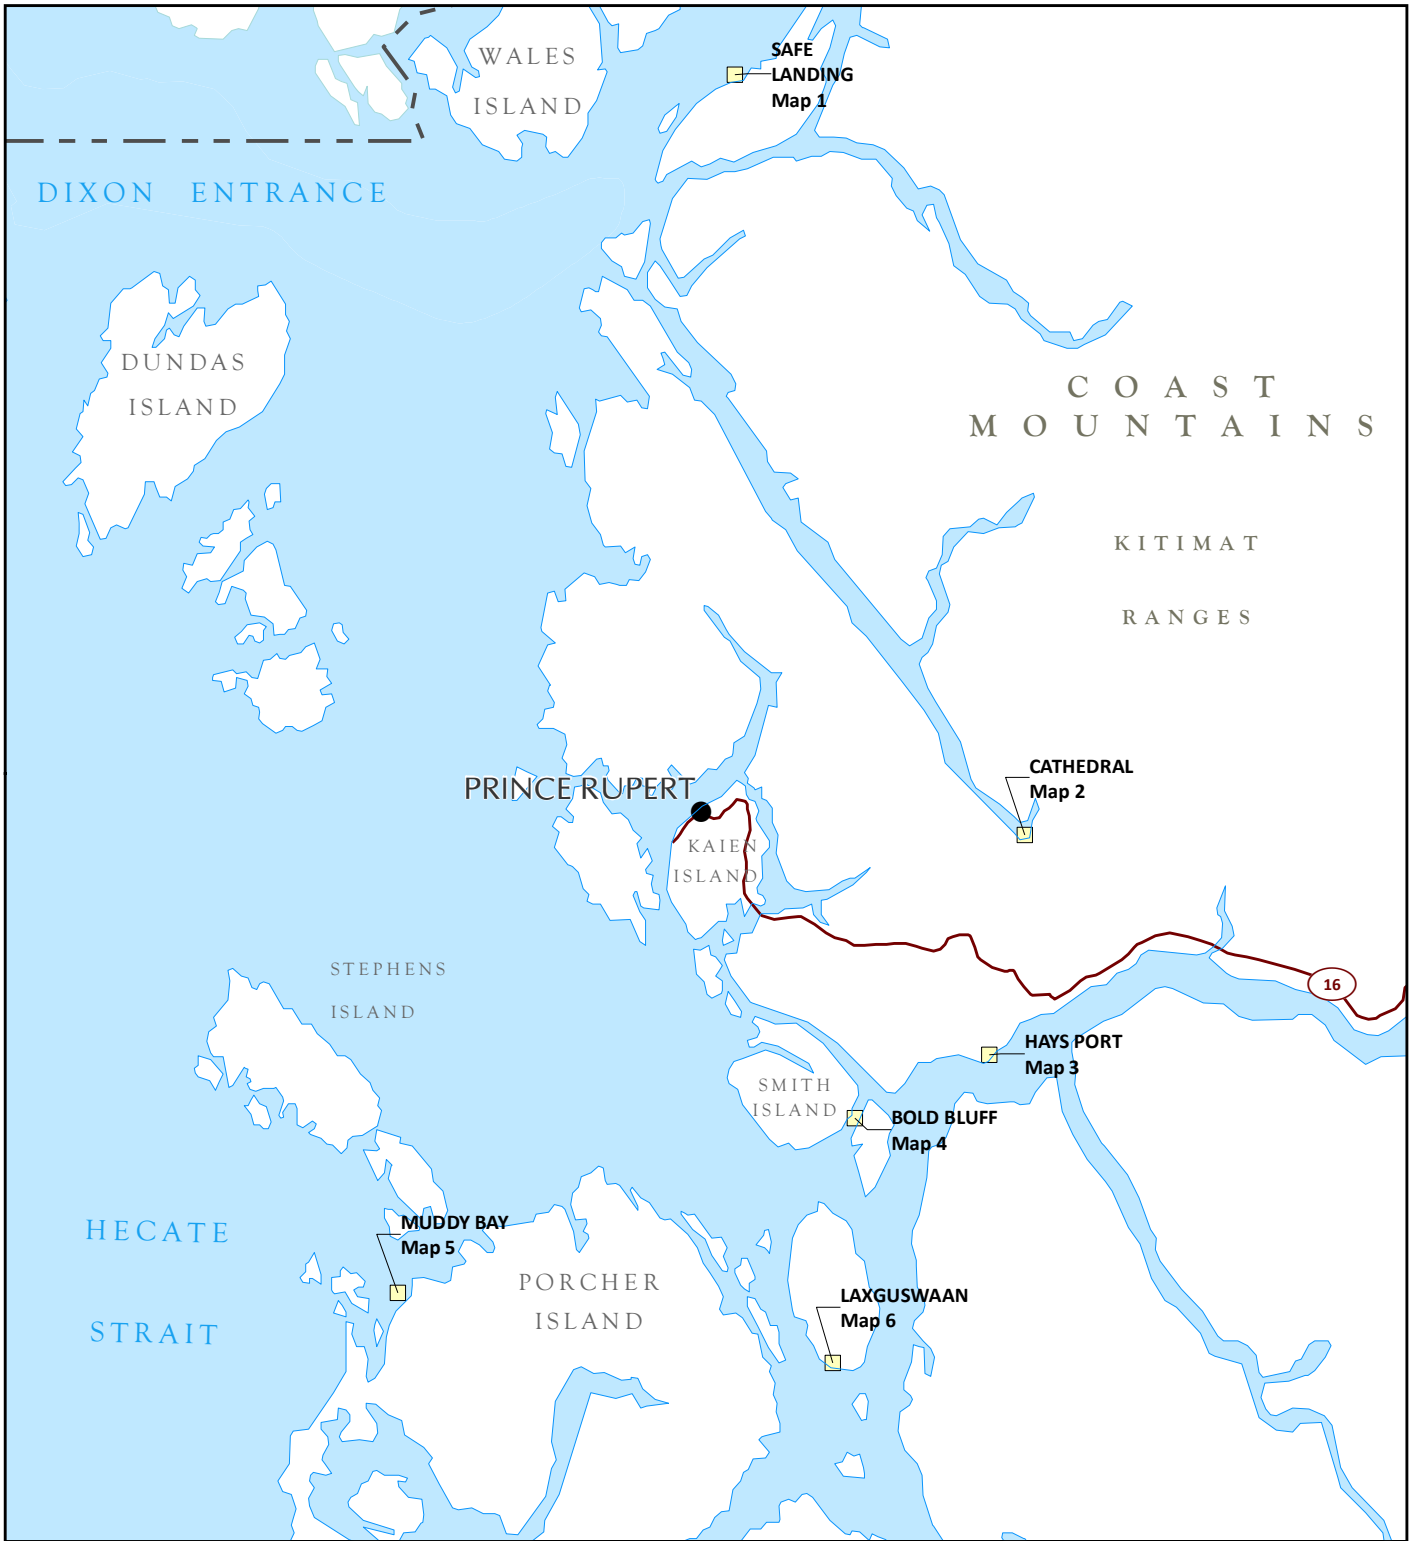 WALES
ISLAND
SAFE
LANDING
Map 1
DIXON ENTRANCE
DUNDAS
ISLAND
COAST
MOUNTAINS
KITIMAT
RANGES
CATHEDRAL
Map 2
PRINCE RUPERT
KAIEN
ISLAND
STEPHENS
ISLAND
16
HAYS PORT
Map 3
SMITH
ISLAND
BOLD BLUFF
Map 4
HECATE
STRAIT
MUDDY BAY
Map 5
PORCHER
ISLAND
LAXGUSWAAN
Map 6